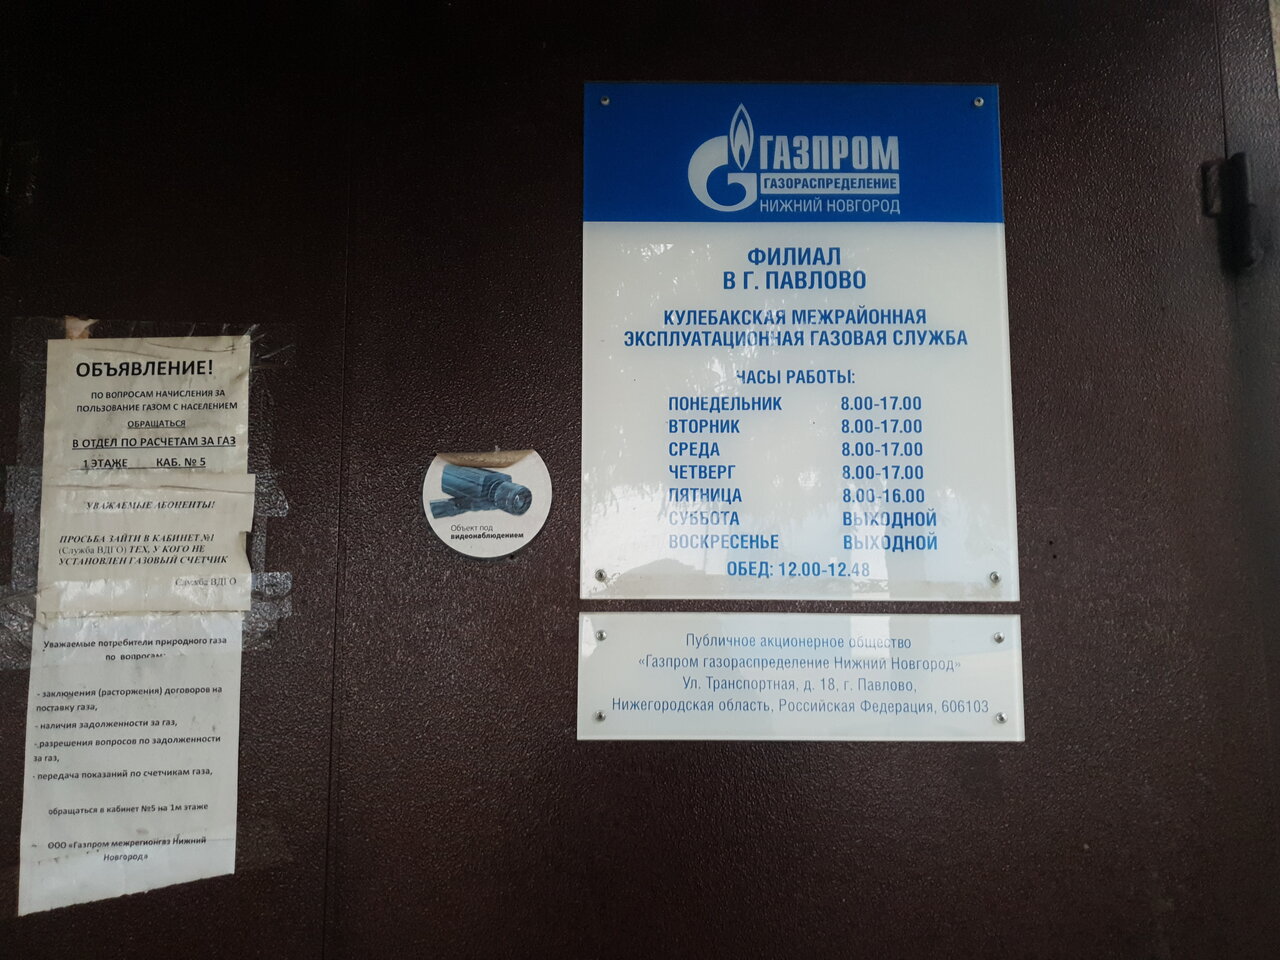 ОБЪЯВЛЕНИЕ!
ПО ВОПРОСАМ НАЧИСЛЕНИЯ ЗА
ПОЛЬЗОВАНИЕ ГАЗОМ С НАСЕЛЕНИЕМ
ОБРАЩАТЬСЯ
В ОТДЕЛ ПО РАСЧЕТАМ ЗА ГАЗ
1 ЭТАЖЕ КАБ. № 5
УВАЖАЕМЫЕ АБОНЕНТЫ!
ПРОСЬБА ЗАЙТИ В КАБИНЕТ №1
(Служба ВДГО) ТЕХ, У КОГО НЕ
УСТАНОВЛЕН ГАЗОВЫЙ СЧЕТЧИК
Служба ВДГО
Уважаемые потребители природного газа
по вопросам:
- заключения (расторжения) договоров на
поставку газа,
- наличия задолженности за газ,
- разрешения вопросов по задолженности
за газ,
- передача показаний по счетчикам газа,
обращаться в кабинет №5 на 1м этаже
ООО «Газпром межрегионгаз Нижний
Новгород»
Объект под
видеонаблюдением
ГАЗПРОМ
ГАЗОРАСПРЕДЕЛЕНИЕ
НИЖНИЙ НОВГОРОД
ФИЛИАЛ
В Г. ПАВЛОВО
КУЛЕБАКСКАЯ МЕЖРАЙОННАЯ
ЭКСПЛУАТАЦИОННАЯ ГАЗОВАЯ СЛУЖБА
ЧАСЫ РАБОТЫ:
ПОНЕДЕЛЬНИК 8.00-17.00
ВТОРНИК 8.00-17.00
СРЕДА 8.00-17.00
ЧЕТВЕРГ 8.00-17.00
ПЯТНИЦА 8.00-16.00
СУББОТА ВЫХОДНОЙ
ВОСКРЕСЕНЬЕ ВЫХОДНОЙ
ОБЕД: 12.00-12.48
Публичное акционерное общество
«Газпром газораспределение Нижний Новгород»
Ул. Транспортная, д. 18, г. Павлово,
Нижегородская область, Российская Федерация, 606103